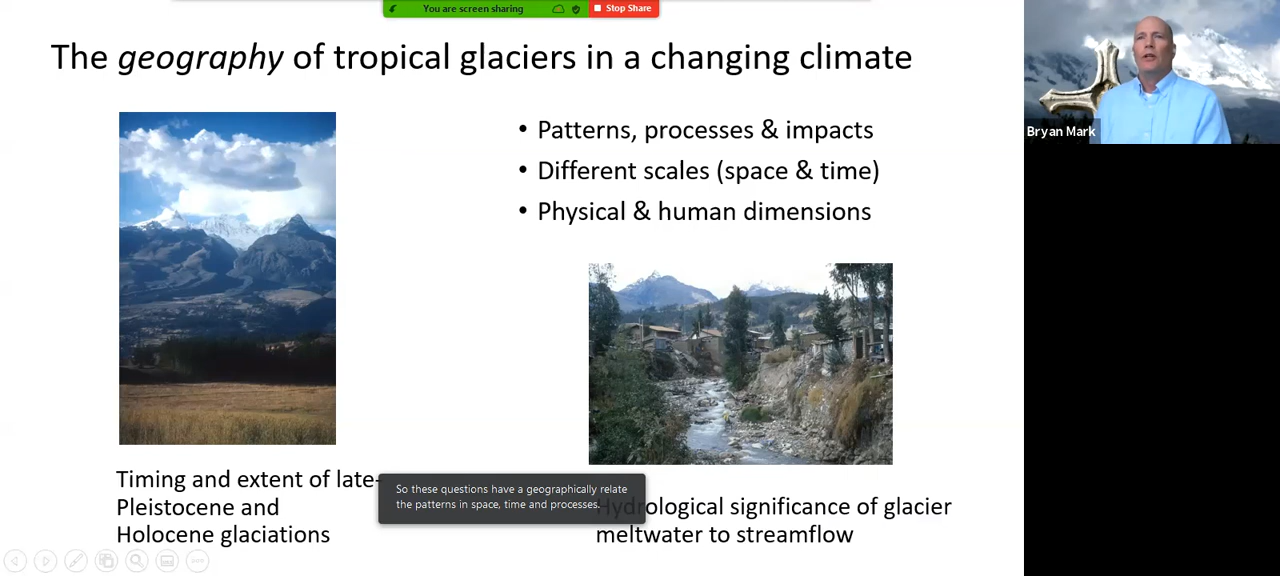 You are screen sharing
Stop Share
The geography of tropical glaciers in a changing climate
• Patterns, processes & impacts
• Different scales (space & time)
• Physical & human dimensions
Bryan Mark
Timing and extent of late-
Pleistocene and
Holocene glaciations
So these questions have a geographically relate
the patterns in space, time and processes.
Hydrological significance of glacier
meltwater to streamflow